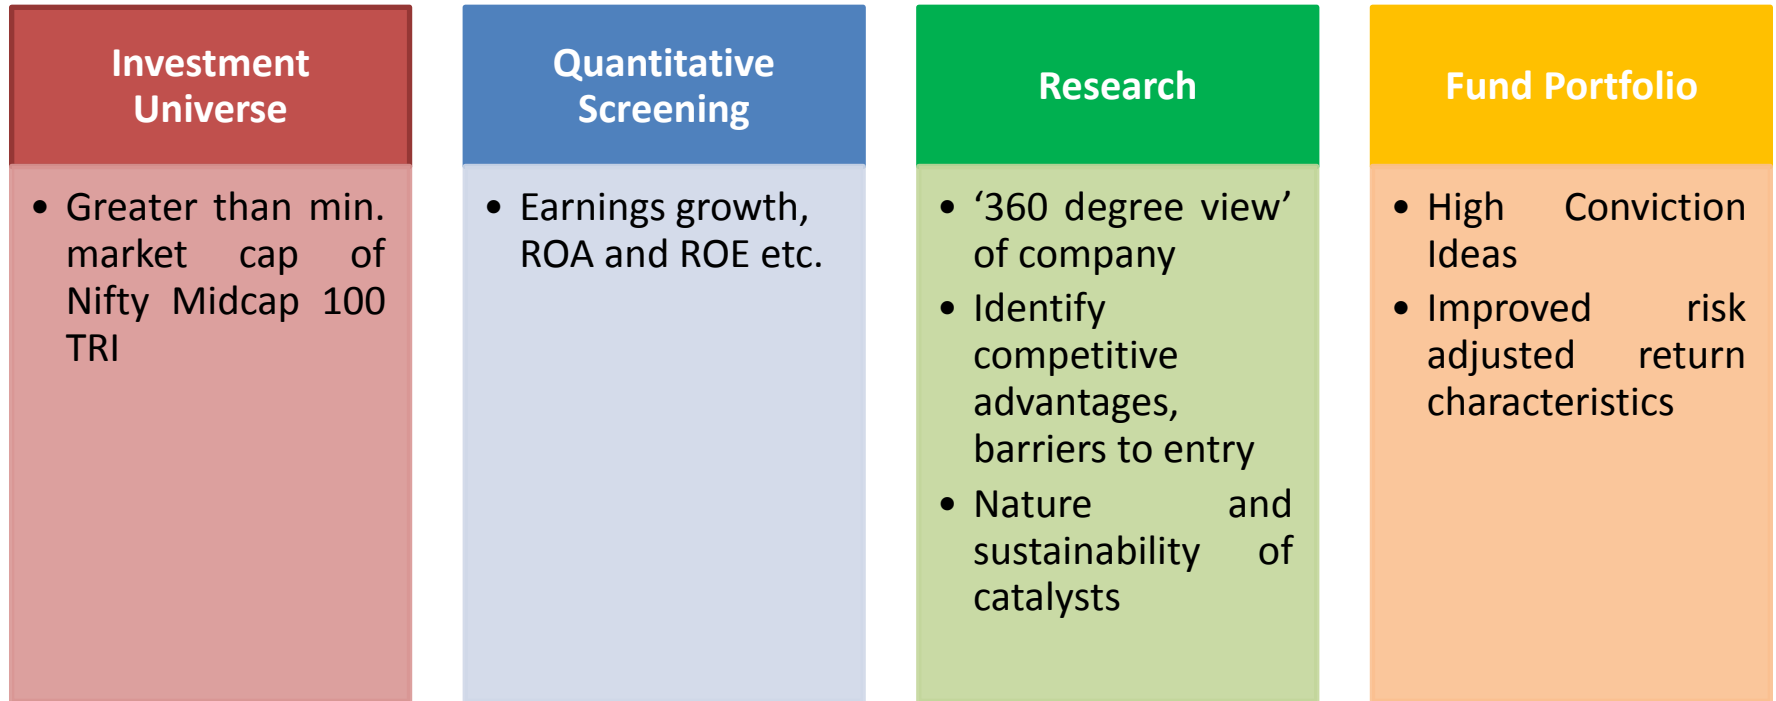 Investment
Universe
• Greater than min.
market cap of
Nifty Midcap 100
TRI
Quantitative
Screening
• Earnings growth,
ROA and ROE etc.
Research
• ‘360 degree view’
of company
• Identify
competitive
advantages,
barriers to entry
• Nature and
sustainability of
catalysts
Fund Portfolio
• High Conviction
Ideas
• Improved risk
adjusted return
characteristics